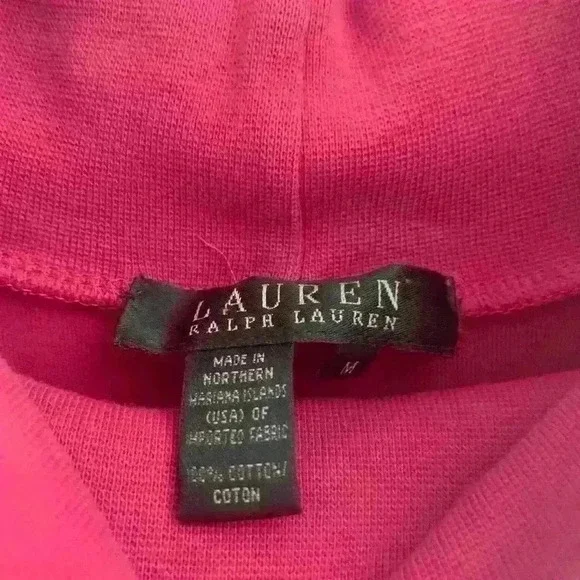 LAUREN
RALPH LAUREN
M
MADE IN
NORTHERN
MARIANA ISLANDS
(USA) OF
IMPORTED FABRIC
100% COTTON/
COTON